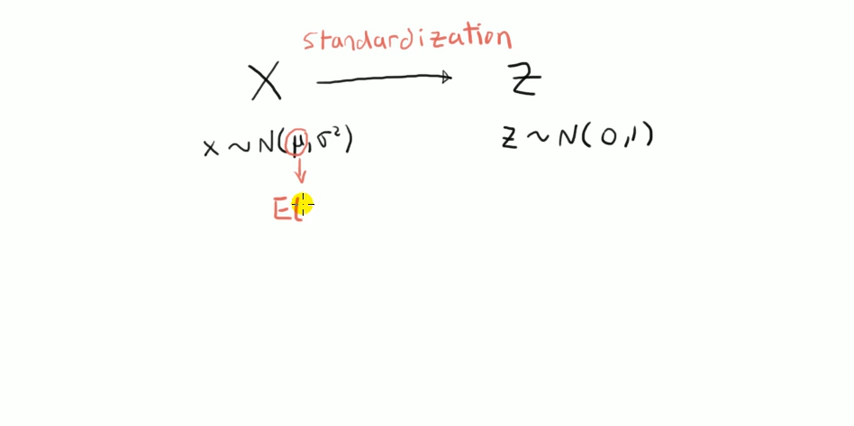 standardization
X → Z
X ~ N(μ, σ²) Z ~ N(0,1)
E[